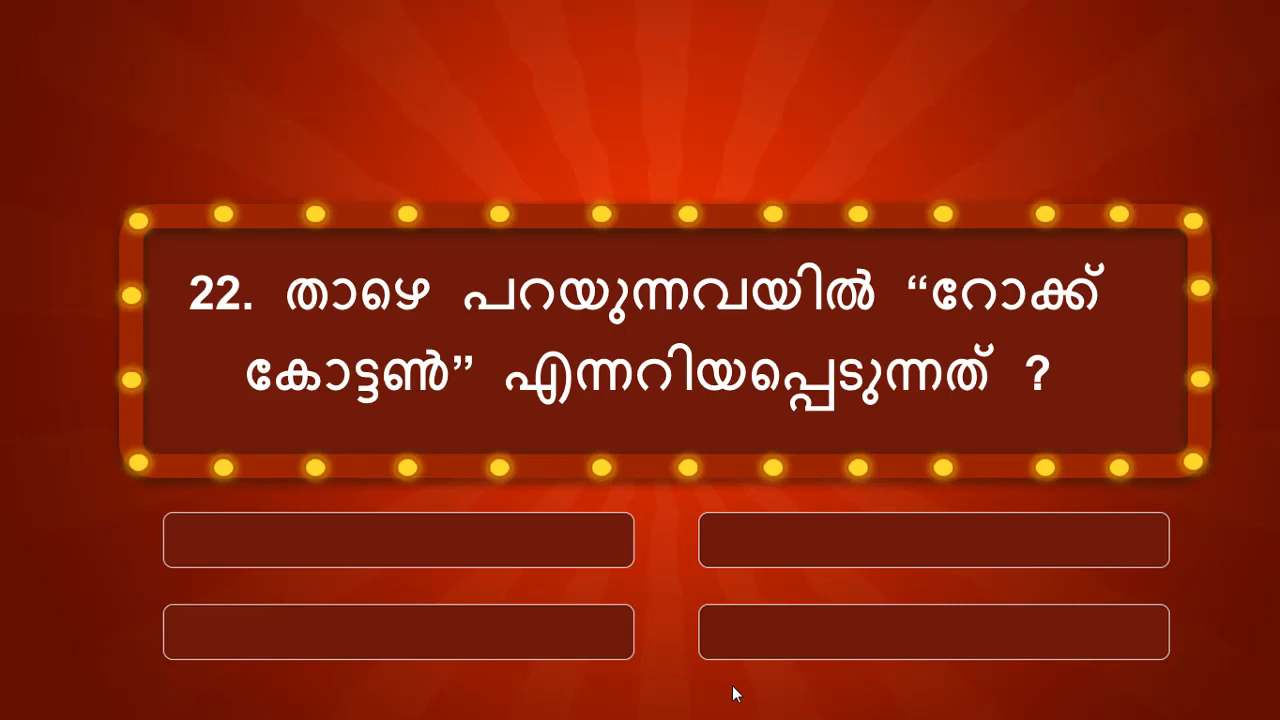 22. താഴെ പറയുന്നവയിൽ “റോക്ക്
കോട്ടൺ” എന്നറിയപ്പെടുന്നത് ?